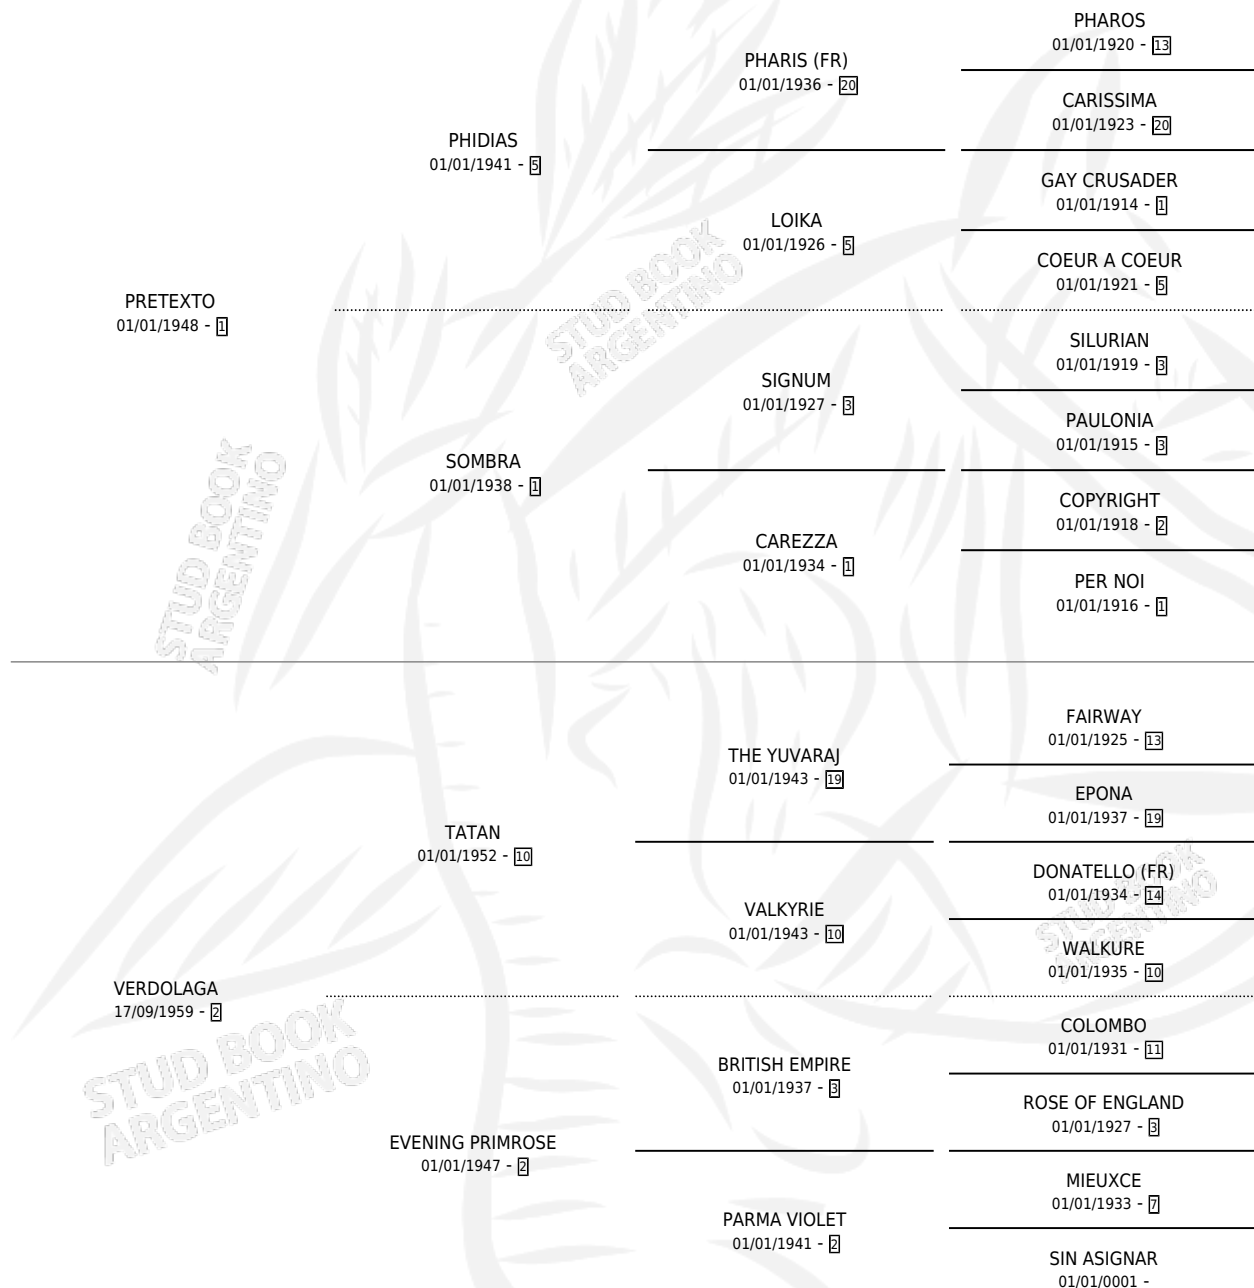 PHAROS
01/01/1920 - 13
PHARIS (FR)
01/01/1936 - 20
CARISSIMA
01/01/1923 - 20
PHIDIAS
01/01/1941 - 5
GAY CRUSADER
01/01/1914 - 1
LOIKA
01/01/1926 - 5
COEUR A COEUR
01/01/1921 - 5
STUD BOOK
ARGENTINO
PRETEXTO
01/01/1948 - 1
SILURIAN
01/01/1919 - 3
SIGNUM
01/01/1927 - 3
PAULONIA
01/01/1915 - 3
SOMBRA
01/01/1938 - 1
COPYRIGHT
01/01/1918 - 2
CAREZZA
01/01/1934 - 1
PER NOI
01/01/1916 - 1
STUD BOOK
ARGENTINO
FAIRWAY
01/01/1925 - 13
THE YUVARAJ
01/01/1943 - 19
EPONA
01/01/1937 - 19
TATAN
01/01/1952 - 10
DONATELLO (FR)
01/01/1934 - 14
VALKYRIE
01/01/1943 - 10
WALKURE
01/01/1935 - 10
STUD BOOK
ARGENTINO
VERDOLAGA
17/09/1959 - 2
COLOMBO
01/01/1931 - 11
BRITISH EMPIRE
01/01/1937 - 3
ROSE OF ENGLAND
01/01/1927 - 3
STUD BOOK
ARGENTINO
EVENING PRIMROSE
01/01/1947 - 2
MIEUXCE
01/01/1933 - 7
PARMA VIOLET
01/01/1941 - 2
SIN ASIGNAR
01/01/0001 -